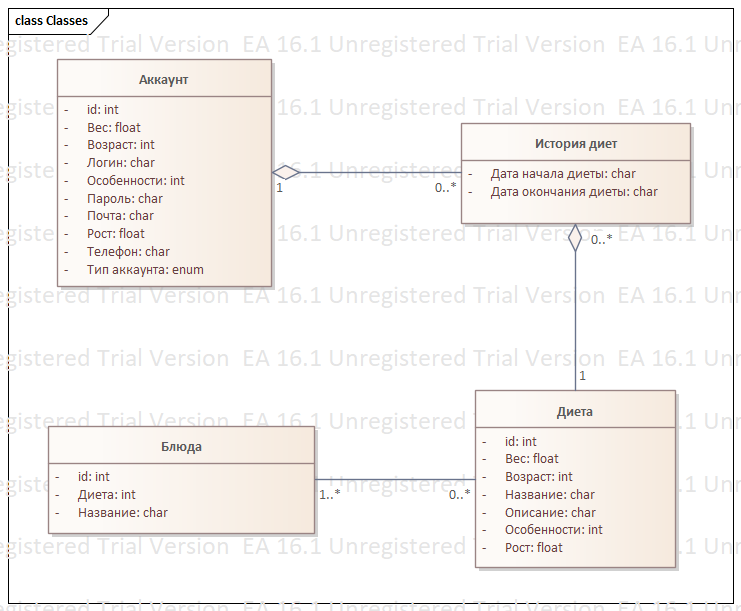 class Classes
Аккаунт
- id: int
- Вес: float
- Возраст: int
- Логин: char
- Особенности: int
- Пароль: char
- Почта: char
- Рост: float
- Телефон: char
- Тип аккаунта: enum
1
0..*
История диет
- Дата начала диеты: char
- Дата окончания диеты: char
0..*
1
Диета
- id: int
- Вес: float
- Возраст: int
- Название: char
- Описание: char
- Особенности: int
- Рост: float
Блюда
- id: int
- Диета: int
- Название: char
1..*
0..*
Unregistered Trial Version EA 16.1 Unregistered Trial Version EA 16.1